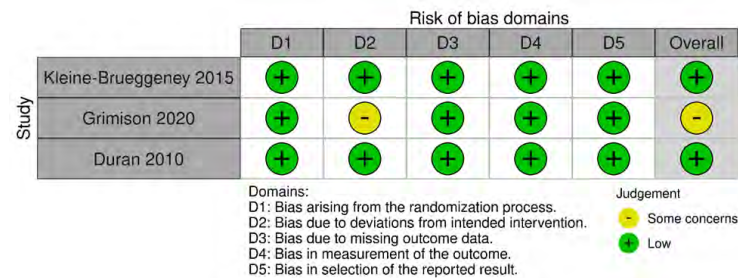 Risk of bias domains
D1 D2 D3 D4 D5 Overall
Study
Kleine-Brueggeney 2015 + + + + + +
Grimison 2020 + - + + + -
Duran 2010 + + + + + +
Domains:
D1: Bias arising from the randomization process.
D2: Bias due to deviations from intended intervention.
D3: Bias due to missing outcome data.
D4: Bias in measurement of the outcome.
D5: Bias in selection of the reported result.
Judgement
- Some concerns
+ Low